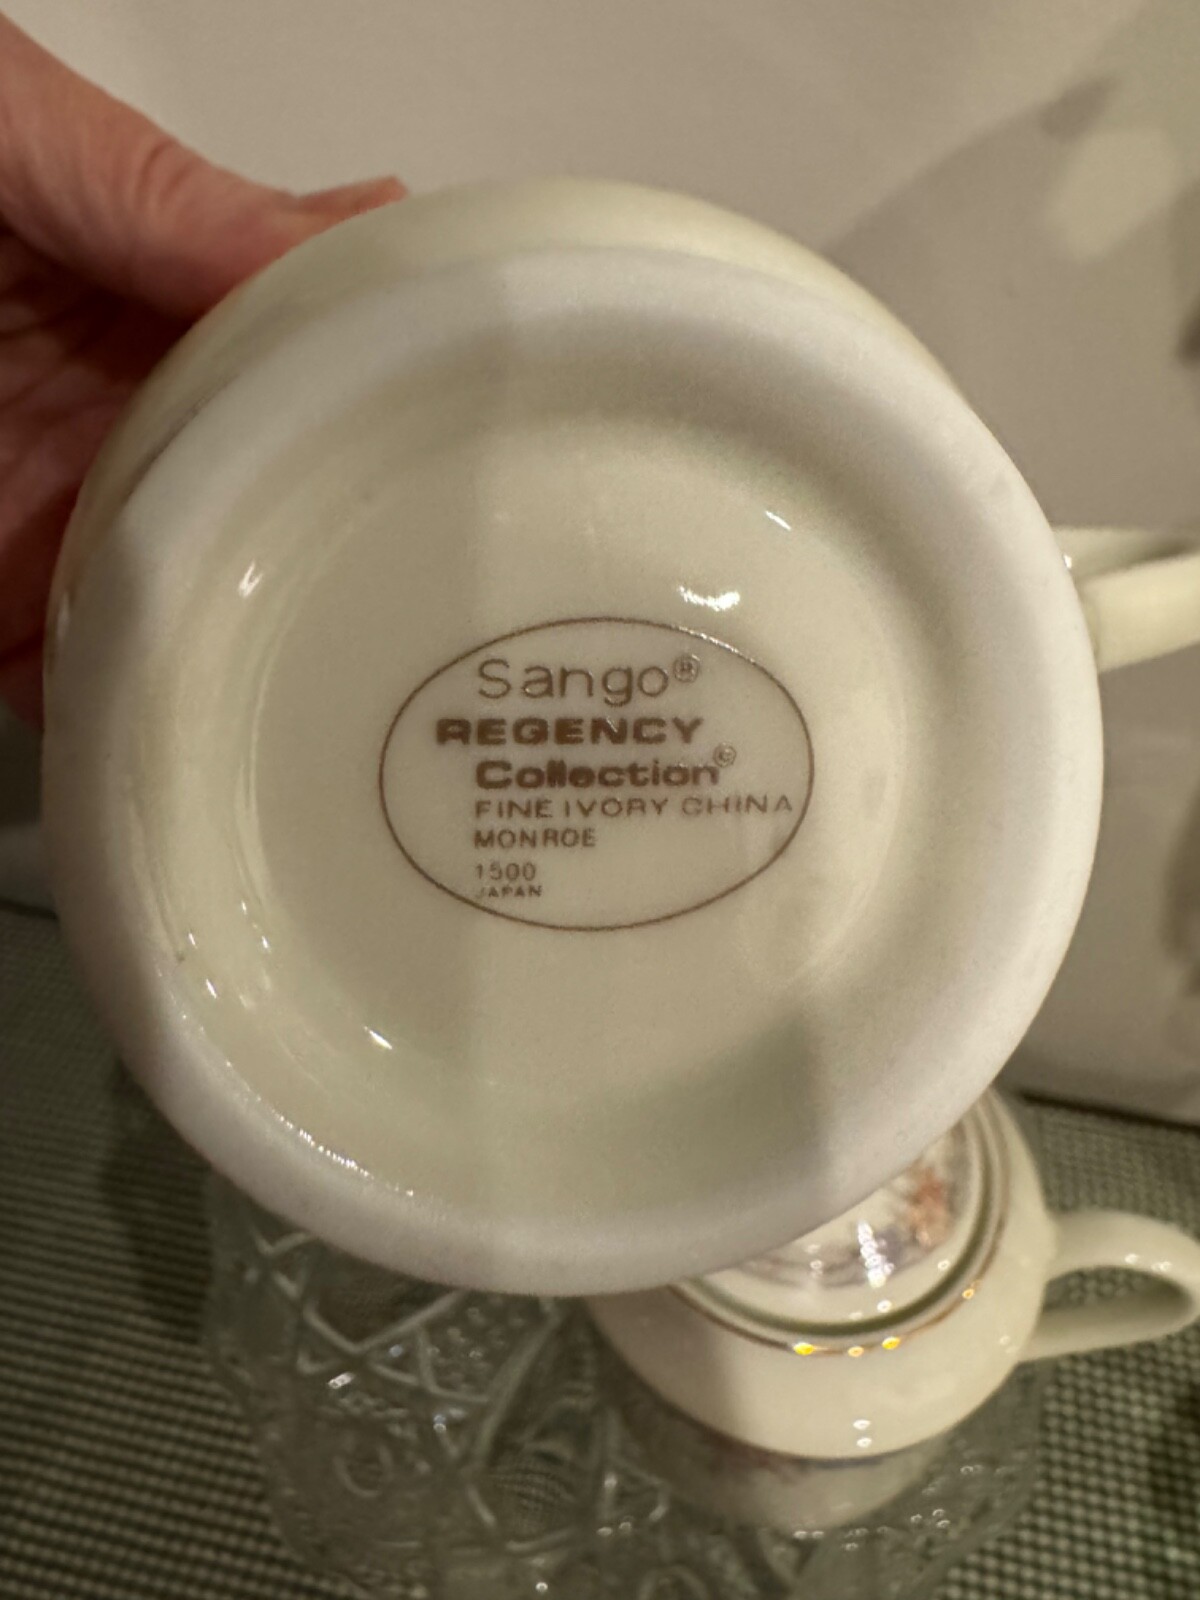 Sango®
REGENCY
Collection©
FINE IVORY CHINA
MONROE
1500
JAPAN